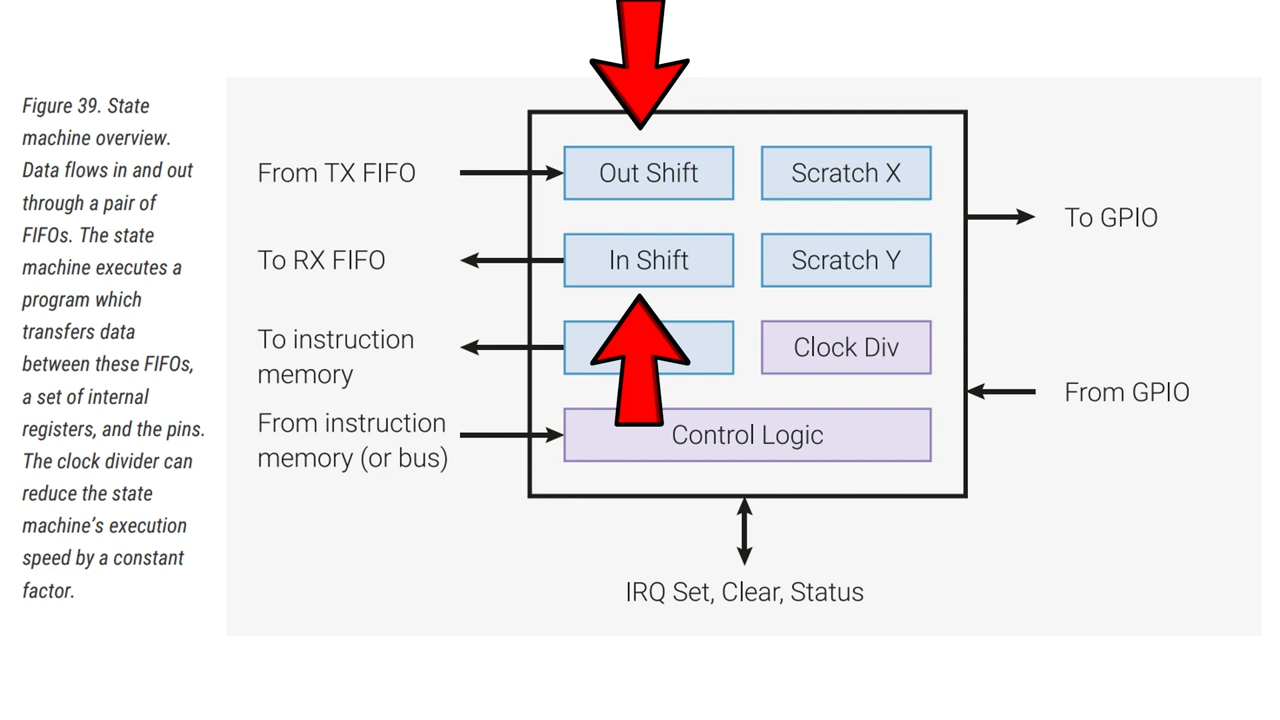 Figure 39. State
machine overview.
Data flows in and out
through a pair of
FIFOs. The state
machine executes a
program which
transfers data
between these FIFOs,
a set of internal
registers, and the pins.
The clock divider can
reduce the state
machine's execution
speed by a constant
factor.
From TX FIFO
Out Shift
Scratch X
To GPIO
To RX FIFO
In Shift
Scratch Y
To instruction
memory
Clock Div
From GPIO
From instruction
memory (or bus)
Control Logic
IRQ Set, Clear, Status